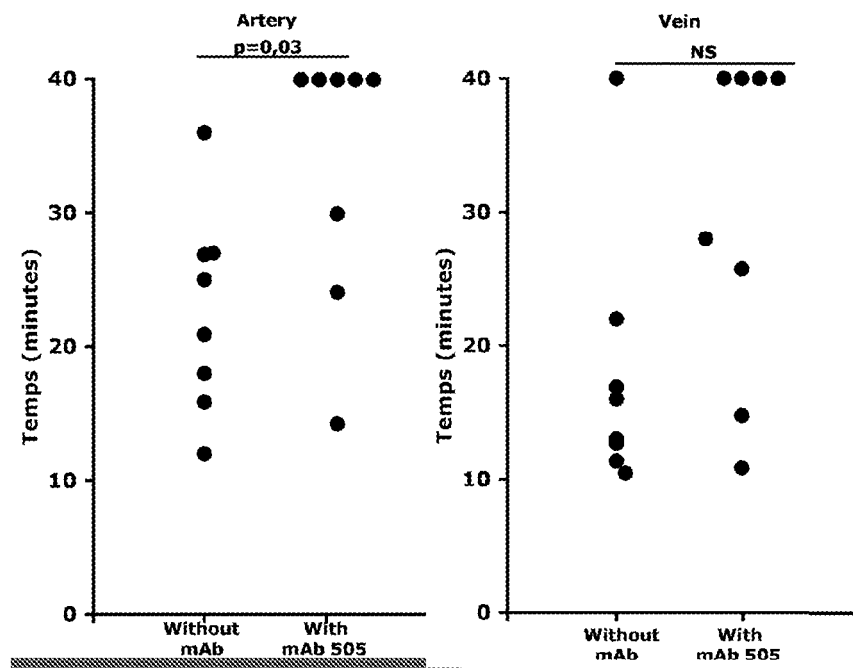 Artery
p=0,03
40
30
20
10
0
Temps (minutes)
Without
mAb
With
mAb 505
Vein
NS
40
30
20
10
0
Temps (minutes)
Without
mAb
With
mAb 505